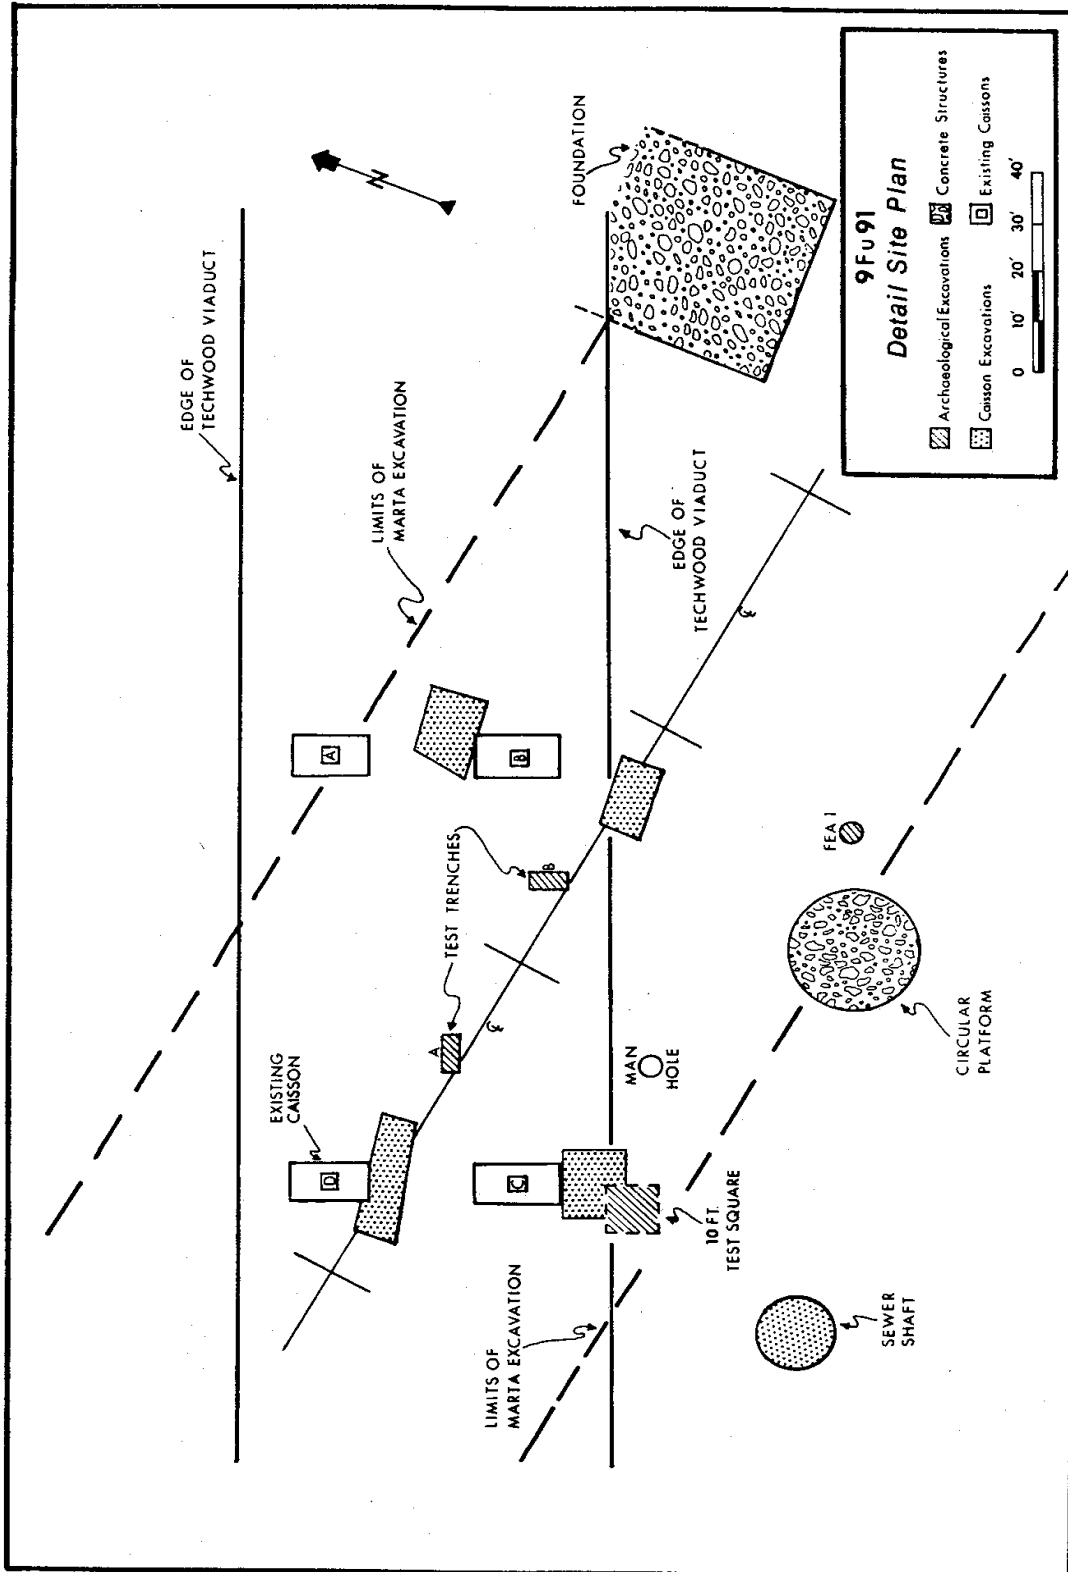 EDGE OF
TECHWOOD VIADUCT
LIMITS OF
MARTA EXCAVATION
N
FOUNDATION
EXISTING
CAISSON
D
A
TEST TRENCHES
A
B
B
C
℄
℄
EDGE OF
TECHWOOD VIADUCT
LIMITS OF
MARTA EXCAVATION
10 FT.
TEST SQUARE
MAN
HOLE
FEA 1
SEWER
SHAFT
CIRCULAR
PLATFORM
9Fu91
Detail Site Plan
Archaeological Excavations
Concrete Structures
Caisson Excavations
Existing Caissons
0 10' 20' 30' 40'